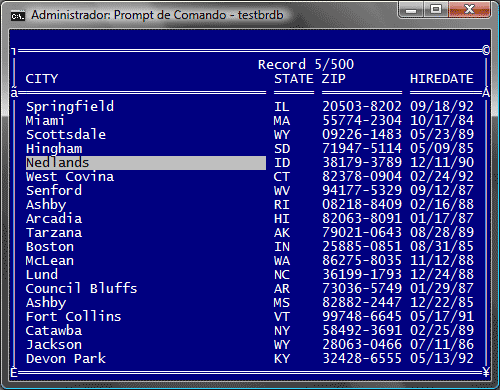 Administrador: Prompt de Comando - testbrdb
Record 5/500
CITY STATE ZIP HIREDATE
Springfield IL 20503-8202 09/18/92
Miami MA 55774-2304 10/17/84
Scottsdale WY 09226-1483 05/23/89
Hingham SD 71947-5114 05/09/85
Nedlands ID 38179-3789 12/11/90
West Covina CT 82378-0904 02/24/92
Senford WV 94177-5329 09/12/87
Ashby RI 08218-8409 02/16/88
Arcadia HI 82063-8091 01/17/87
Tarzana AK 79021-0643 08/28/89
Boston IN 25885-0851 08/31/85
McLean WA 86275-8035 11/12/88
Lund NC 36199-1793 12/24/88
Council Bluffs AR 73036-5749 01/29/87
Ashby MS 82882-2447 12/22/85
Fort Collins VT 99748-6645 05/17/91
Catawba NY 58492-3691 02/25/89
Jackson WY 28063-0466 07/11/86
Devon Park KY 32428-6555 05/13/92